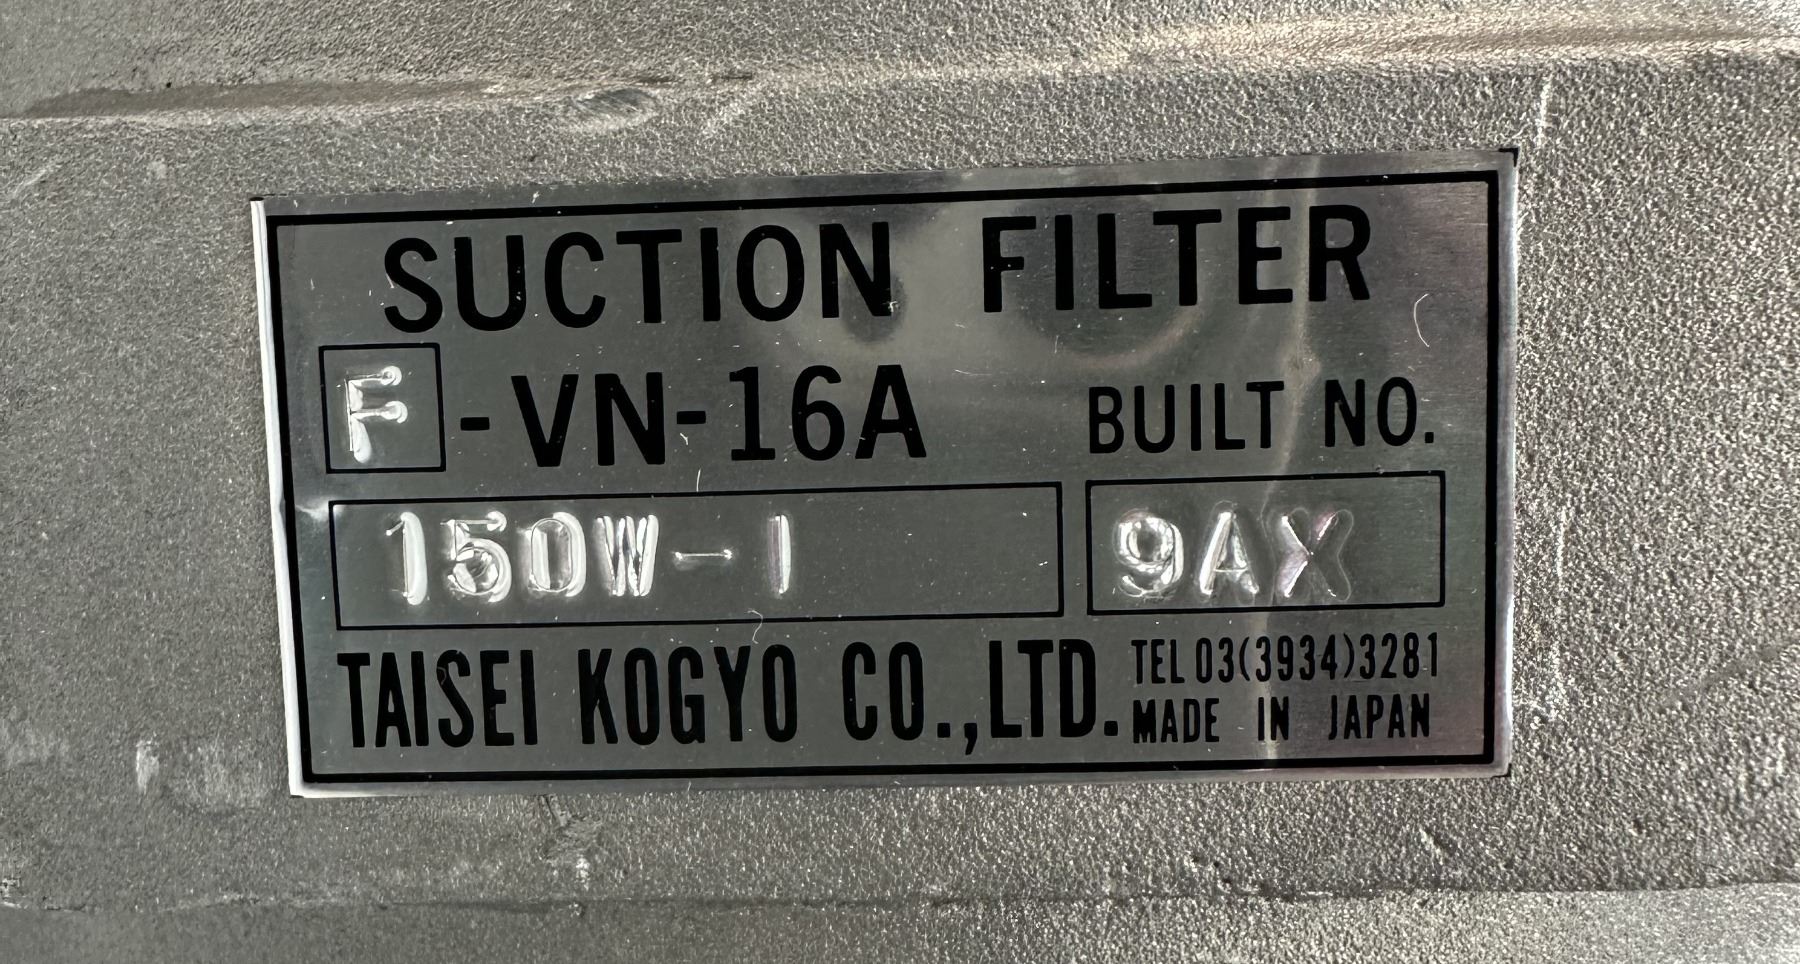 SUCTION FILTER
F -VN-16A BUILT NO.
150W-1 9AX
TAISEI KOGYO CO.,LTD. TEL 03(3934)3281
MADE IN JAPAN